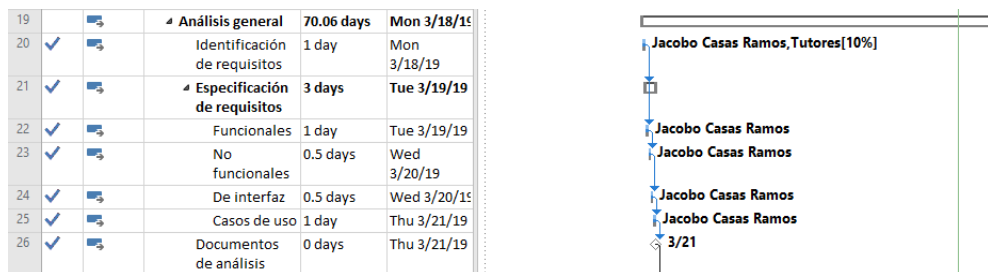 19 Análisis general 70.06 days Mon 3/18/19
20 Identificación 1 day Mon Jacobo Casas Ramos,Tutores[10%]
de requisitos 3/18/19
21 Especificación 3 days Tue 3/19/19
de requisitos
22 Funcionales 1 day Tue 3/19/19 Jacobo Casas Ramos
23 No 0.5 days Wed Jacobo Casas Ramos
funcionales 3/20/19
24 De interfaz 0.5 days Wed 3/20/19 Jacobo Casas Ramos
25 Casos de uso 1 day Thu 3/21/19 Jacobo Casas Ramos
26 Documentos 0 days Thu 3/21/19 3/21
de análisis